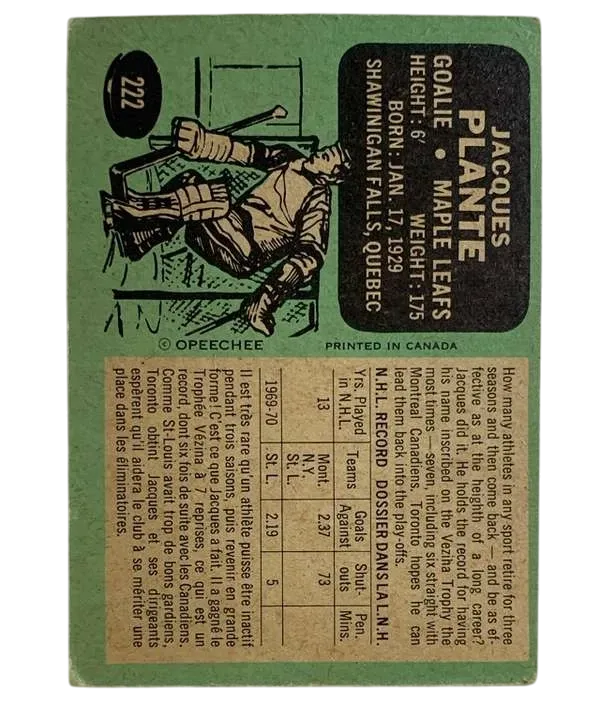 JACQUES
PLANTE
GOALIE • MAPLE LEAFS
HEIGHT: 6' WEIGHT: 175
BORN: JAN. 17, 1929
SHAWINIGAN FALLS, QUEBEC
222
© OPEECHEE PRINTED IN CANADA
How many athletes in any sport retire for three
seasons and then come back — and be as ef-
fective as at the heighth of a long career?
Jacques did it. He holds the record for having
his name inscribed on the Veziha Trophy the
most times — seven, including six straight with
Montreal Canadiens. Toronto hopes he can
lead them back into the play-offs.
N.H.L. RECORD DOSSIER DANS LA L.N.H.
Yrs. Played Teams Goals Shut- Pen.
in N.H.L. Against outs Mins.
13 Mont. 2.37 73
N.Y.
St. L.
1969-70 St. L. 2.19 5
Il est très rare qu'un athlète puisse être inactif
pendant trois saisons, puis revenir en grande
forme! C'est ce que Jacques a fait. Il a gagné le
Trophée Vézina à 7 reprises, ce qui est un
record, dont six fois de suite avec les Canadiens.
Comme St-Louis avait trop de bons gardiens,
Toronto obtint Jacques et ses dirigeants
espèrent qu'il aidera le club à se mériter une
place dans les éliminatoires.